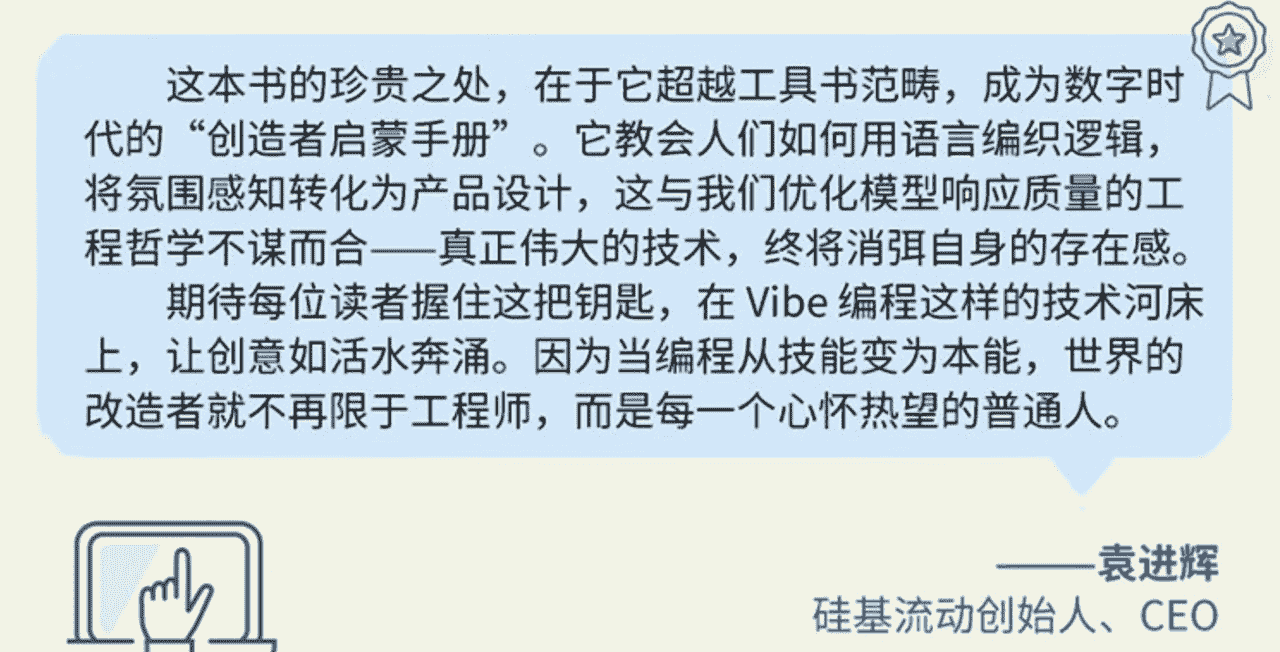 这本书的珍贵之处，在于它超越工具书范畴，成为数字时
代的“创造者启蒙手册”。它教会人们如何用语言编织逻辑，
将氛围感知转化为产品设计，这与我们优化模型响应质量的工
程哲学不谋而合——真正伟大的技术，终将消弭自身的存在感。
期待每位读者握住这把钥匙，在 Vibe 编程这样的技术河床
上，让创意如活水奔涌。因为当编程从技能变为本能，世界的
改造者就不再限于工程师，而是每一个心怀热望的普通人。
——袁进辉
硅基流动创始人、CEO